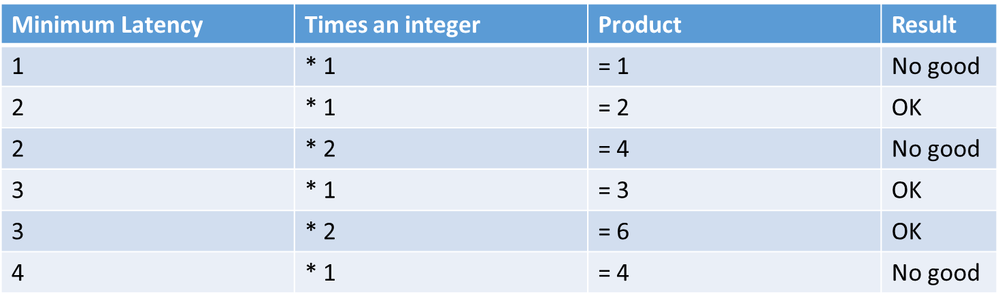 Minimum Latency Times an integer Product Result
1 * 1 = 1 No good
2 * 1 = 2 OK
2 * 2 = 4 No good
3 * 1 = 3 OK
3 * 2 = 6 OK
4 * 1 = 4 No good